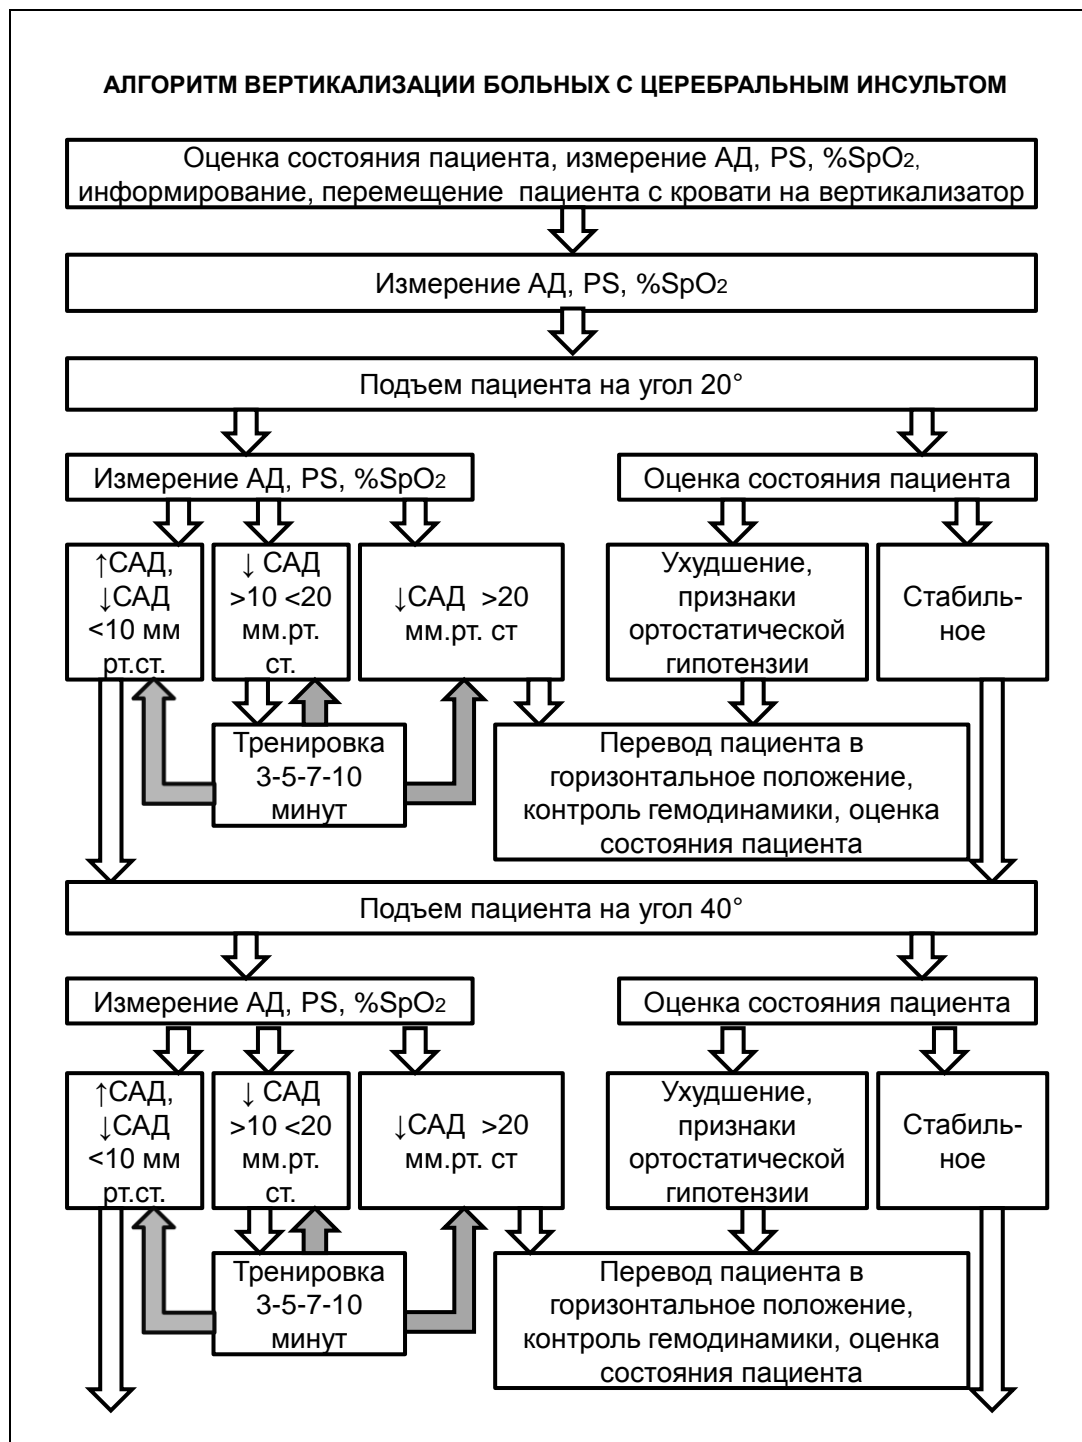 АЛГОРИТМ ВЕРТИКАЛИЗАЦИИ БОЛЬНЫХ С ЦЕРЕБРАЛЬНЫМ ИНСУЛЬТОМ
Оценка состояния пациента, измерение АД, PS, %SpO2,
информирование, перемещение пациента с кровати на вертикализатор
Измерение АД, PS, %SpO2
Подъем пациента на угол 20°
Измерение АД, PS, %SpO2
Оценка состояния пациента
↑САД,
↓САД
<10 мм
рт.ст.
↓ САД
>10 <20
мм.рт.
ст.
↓САД >20
мм.рт. ст
Ухудшение,
признаки
ортостатической
гипотензии
Стабиль-
ное
Тренировка
3-5-7-10
минут
Перевод пациента в
горизонтальное положение,
контроль гемодинамики, оценка
состояния пациента
Подъем пациента на угол 40°
Измерение АД, PS, %SpO2
Оценка состояния пациента
↑САД,
↓САД
<10 мм
рт.ст.
↓ САД
>10 <20
мм.рт.
ст.
↓САД >20
мм.рт. ст
Ухудшение,
признаки
ортостатической
гипотензии
Стабиль-
ное
Тренировка
3-5-7-10
минут
Перевод пациента в
горизонтальное положение,
контроль гемодинамики, оценка
состояния пациента